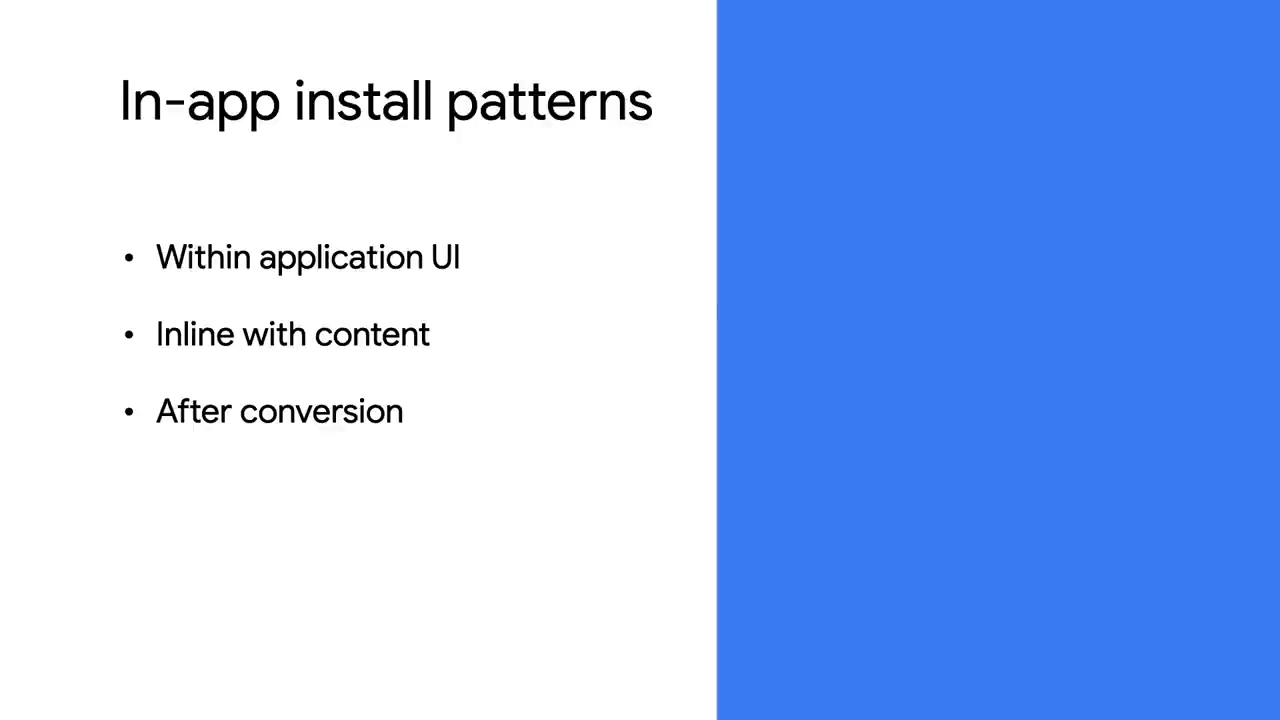 In-app install patterns
• Within application UI
• Inline with content
• After conversion